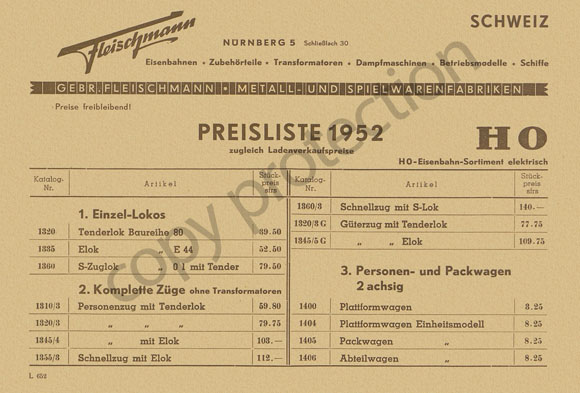 Fleischmann
SCHWEIZ
NÜRNBERG 5 Schließfach 30
Eisenbahnen • Zubehörteile • Transformatoren • Dampfmaschinen • Betriebsmodelle • Schiffe
GEBR. FLEISCHMANN • METALL- UND SPIELWARENFABRIKEN
Preise freibleibend!
PREISLISTE 1952
zugleich Ladenverkaufspreise
HO
HO-Eisenbahn-Sortiment elektrisch
Katalog-Nr. Artikel Stück-preis sfrs
1. Einzel-Lokos
1320 Tenderlok Baureihe 80 39.50
1335 Elok „ E 44 52.50
1360 S-Zuglok „ 01 mit Tender 79.50
2. Komplette Züge ohne Transformatoren
1310/3 Personenzug mit Tenderlok 59.80
1320/3 „ „ „ 79.75
1345/4 „ mit Elok 103.—
1355/3 Schnellzug mit Elok 112.—
Katalog-Nr. Artikel Stück-preis sfrs
1360/3 Schnellzug mit S-Lok 140.—
1320/3 G Güterzug mit Tenderlok 77.75
1345/5 G „ „ Elok 109.75
3. Personen- und Packwagen
2 achsig
1400 Plattformwagen 8.25
1404 Plattformwagen Einheitsmodell 8.25
1405 Packwagen „ 8.25
1406 Abteilwagen „ 8.25
L 652
copy protection